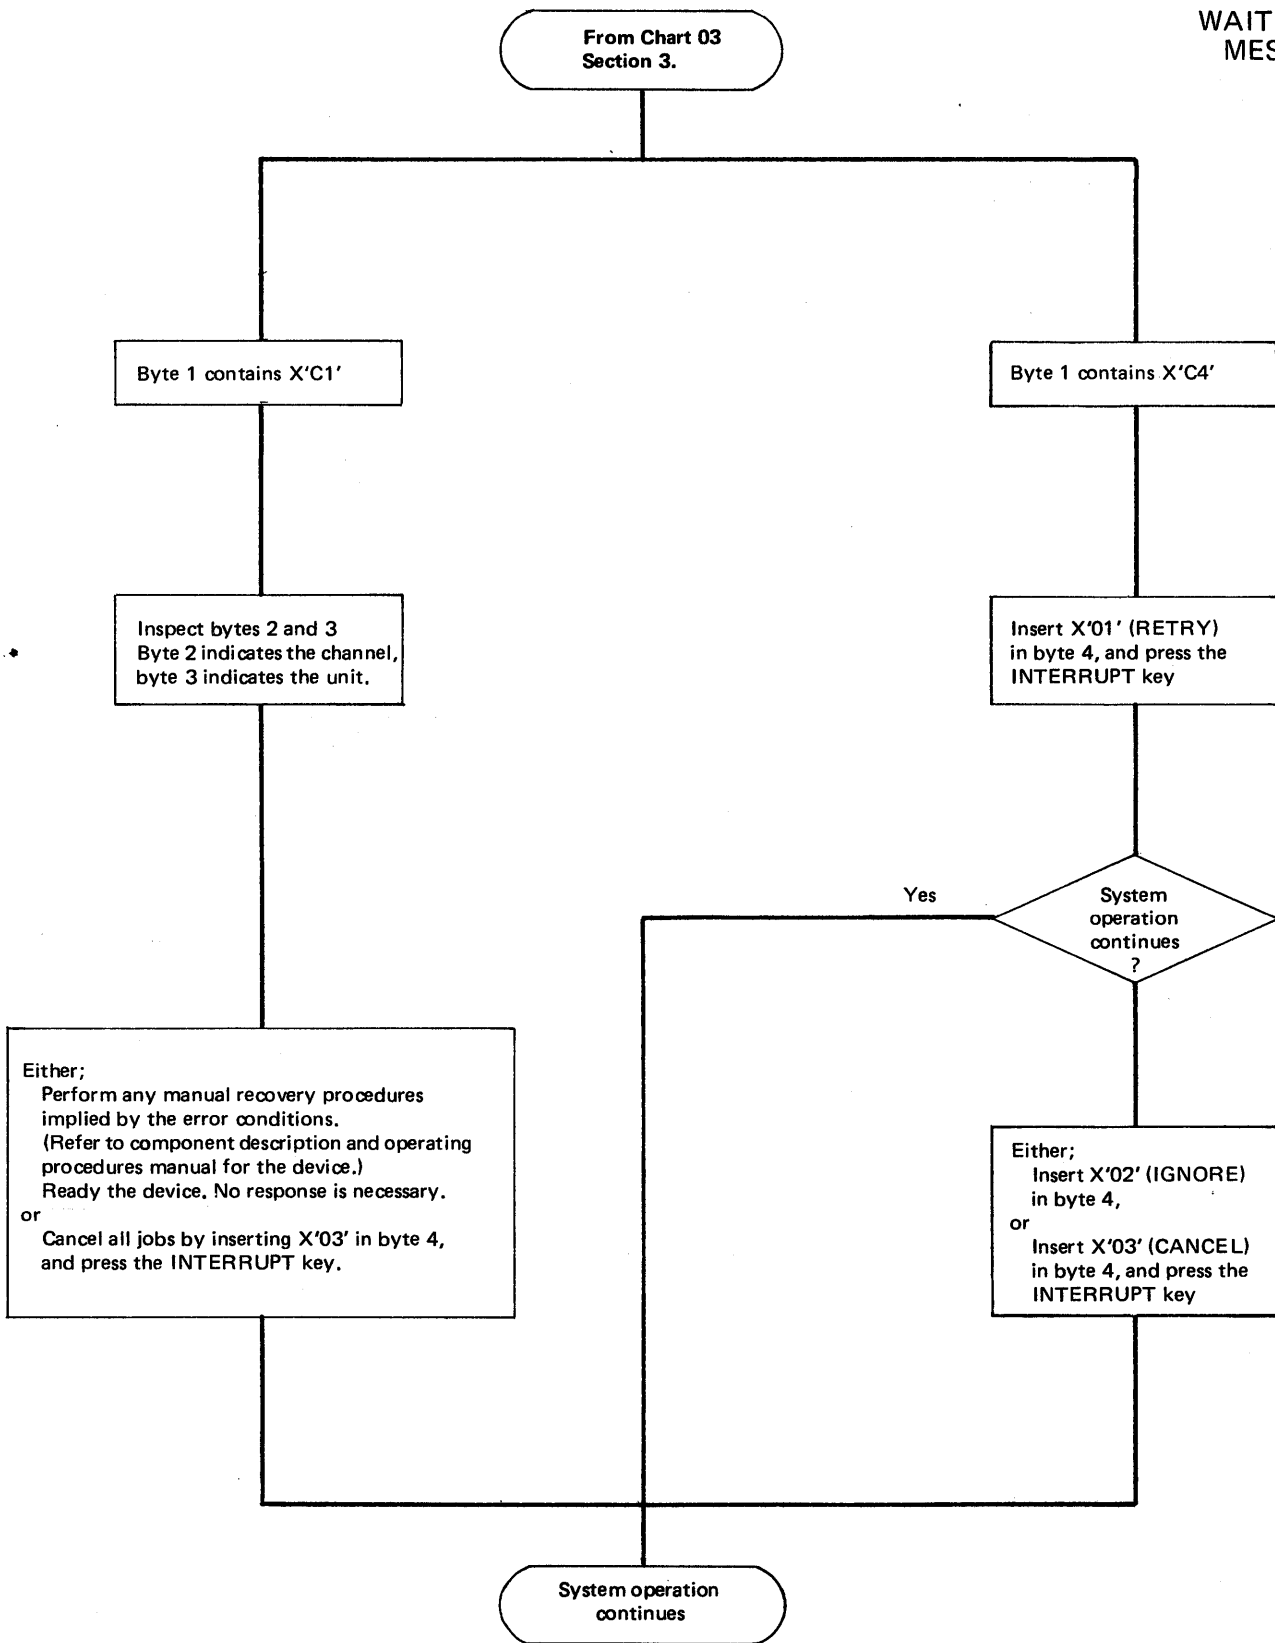 From Chart 03
Section 3.
WAIT
Byte 1 contains X'C1'
Byte 1 contains X'C4'
Inspect bytes 2 and 3
Byte 2 indicates the channel,
byte 3 indicates the unit.
Insert X'01' (RETRY)
in byte 4, and press the
INTERRUPT key
Yes
System
operation
continues
?
Either;
Perform any manual recovery procedures
implied by the error conditions.
(Refer to component description and operating
procedures manual for the device.)
Ready the device. No response is necessary.
or
Cancel all jobs by inserting X'03' in byte 4,
and press the INTERRUPT key.
Either;
Insert X'02' (IGNORE)
in byte 4,
or
Insert X'03' (CANCEL)
in byte 4, and press the
INTERRUPT key
System operation
continues